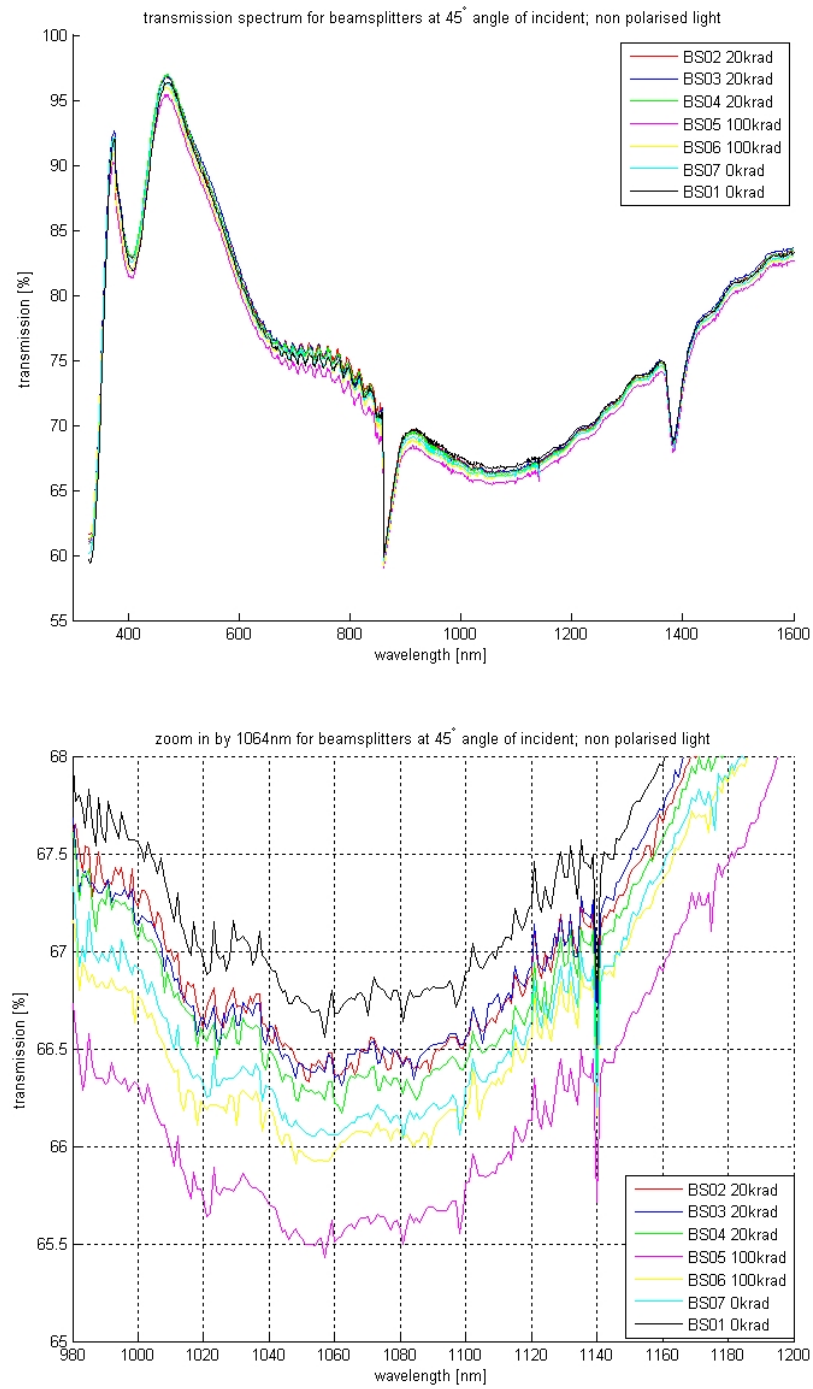 transmission spectrum for beamsplitters at 45° angle of incident; non polarised light
100
95
90
85
80
75
70
65
60
55
transmission [%]
BS02 20krad
BS03 20krad
BS04 20krad
BS05 100krad
BS06 100krad
BS07 0krad
BS01 0krad
400 600 800 1000 1200 1400 1600
wavelength [nm]
zoom in by 1064nm for beamsplitters at 45° angle of incident; non polarised light
68
67.5
67
66.5
66
65.5
65
transmission [%]
BS02 20krad
BS03 20krad
BS04 20krad
BS05 100krad
BS06 100krad
BS07 0krad
BS01 0krad
980 1000 1020 1040 1060 1080 1100 1120 1140 1160 1180 1200
wavelength [nm]